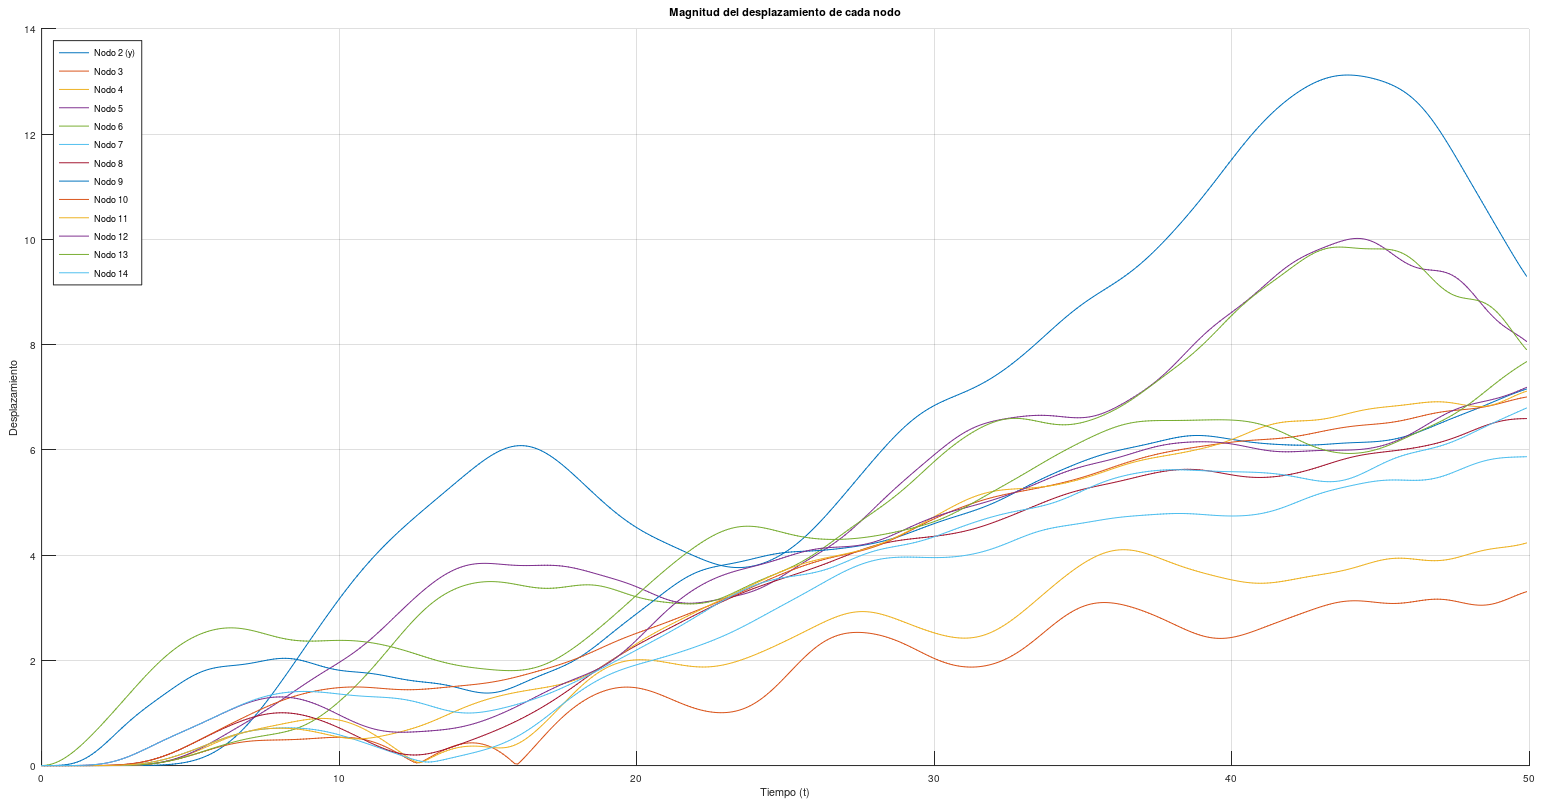 Magnitud del desplazamiento de cada nodo
14
12
10
8
6
4
2
0
Desplazamiento
Nodo 2 (y)
Nodo 3
Nodo 4
Nodo 5
Nodo 6
Nodo 7
Nodo 8
Nodo 9
Nodo 10
Nodo 11
Nodo 12
Nodo 13
Nodo 14
0 10 20 30 40 50
Tiempo (t)